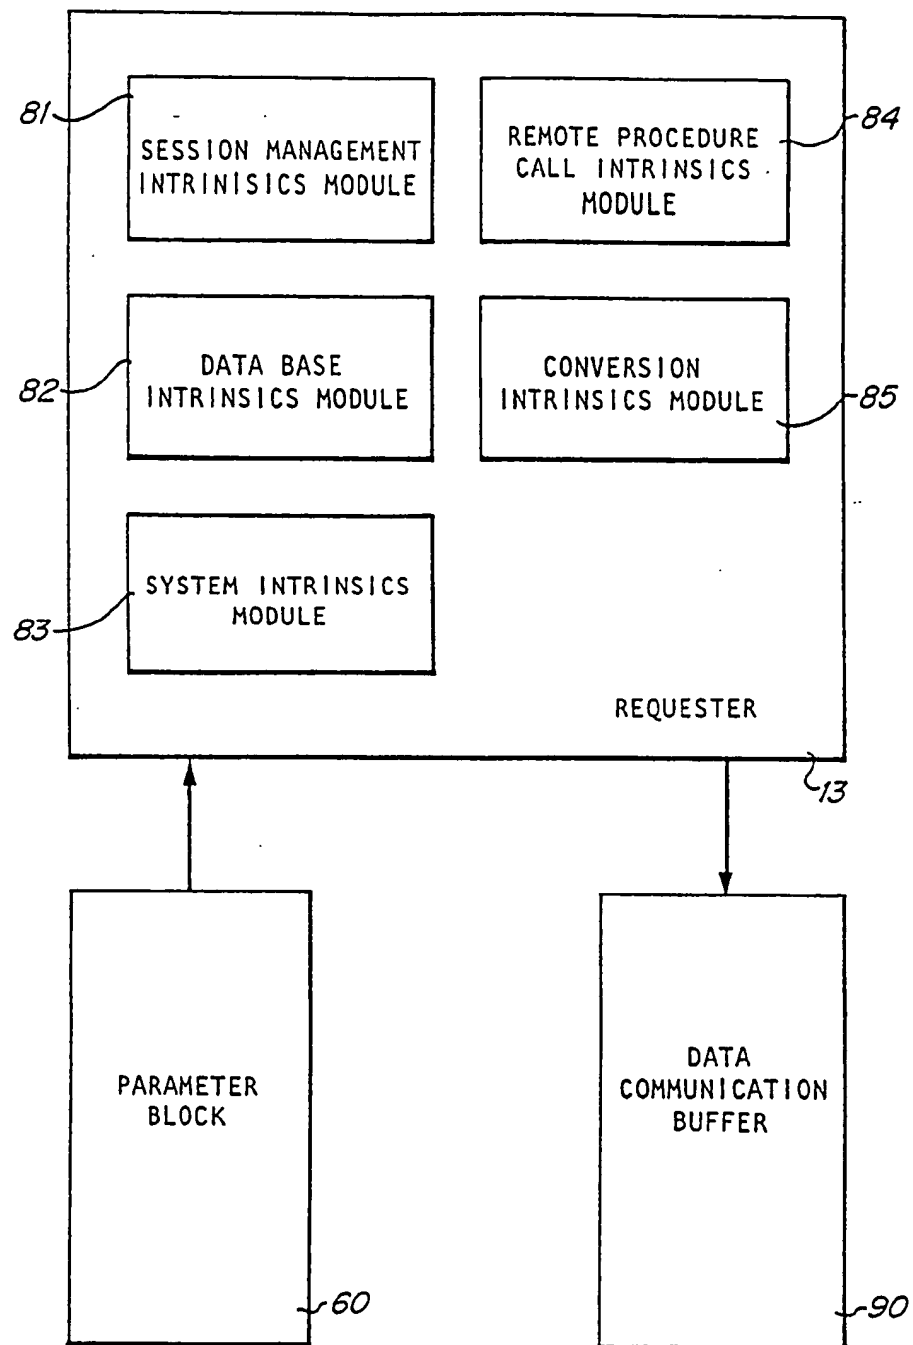 81
SESSION MANAGEMENT
INTRINISICS MODULE
84
REMOTE PROCEDURE
CALL INTRINSICS
MODULE
82
DATA BASE
INTRINSICS MODULE
85
CONVERSION
INTRINSICS MODULE
83
SYSTEM INTRINSICS
MODULE
REQUESTER
13
PARAMETER
BLOCK
60
DATA
COMMUNICATION
BUFFER
90